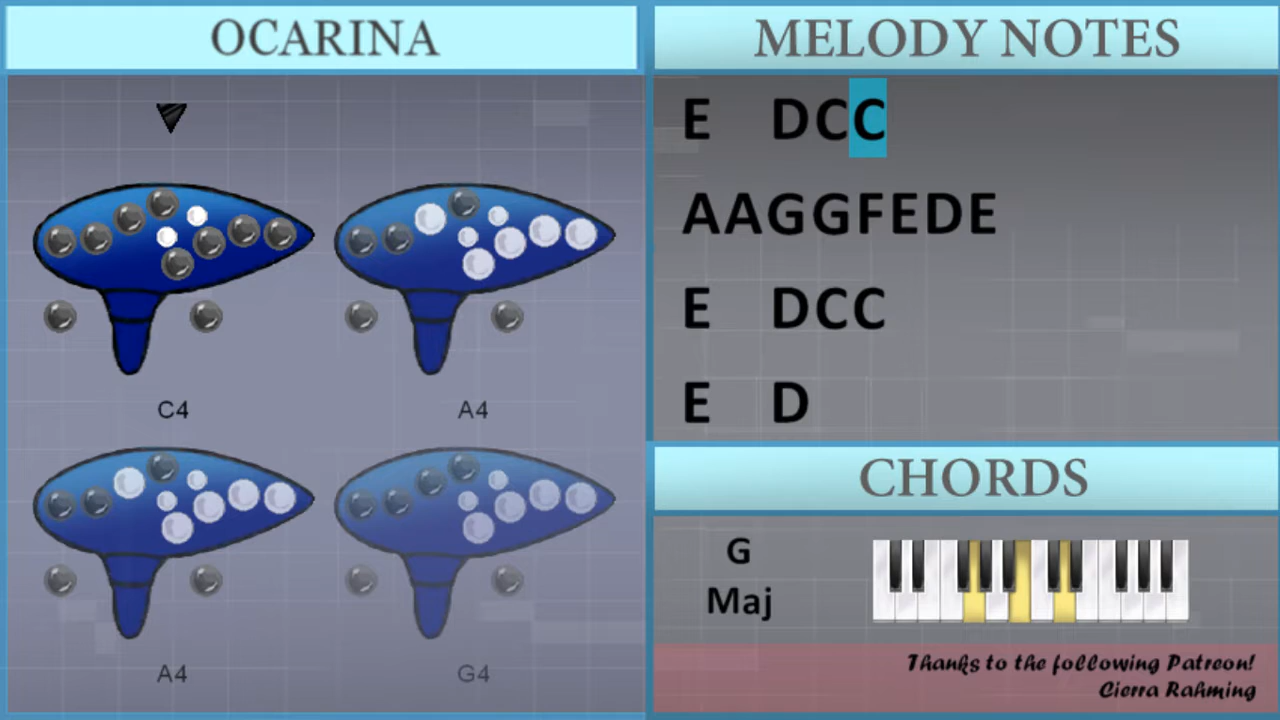 OCARINA
C4
A4
A4
G4
MELODY NOTES
E DCC
AAGGFEDE
E DCC
E D
CHORDS
G
Maj
Thanks to the following Patreon!
Cierra Rahming